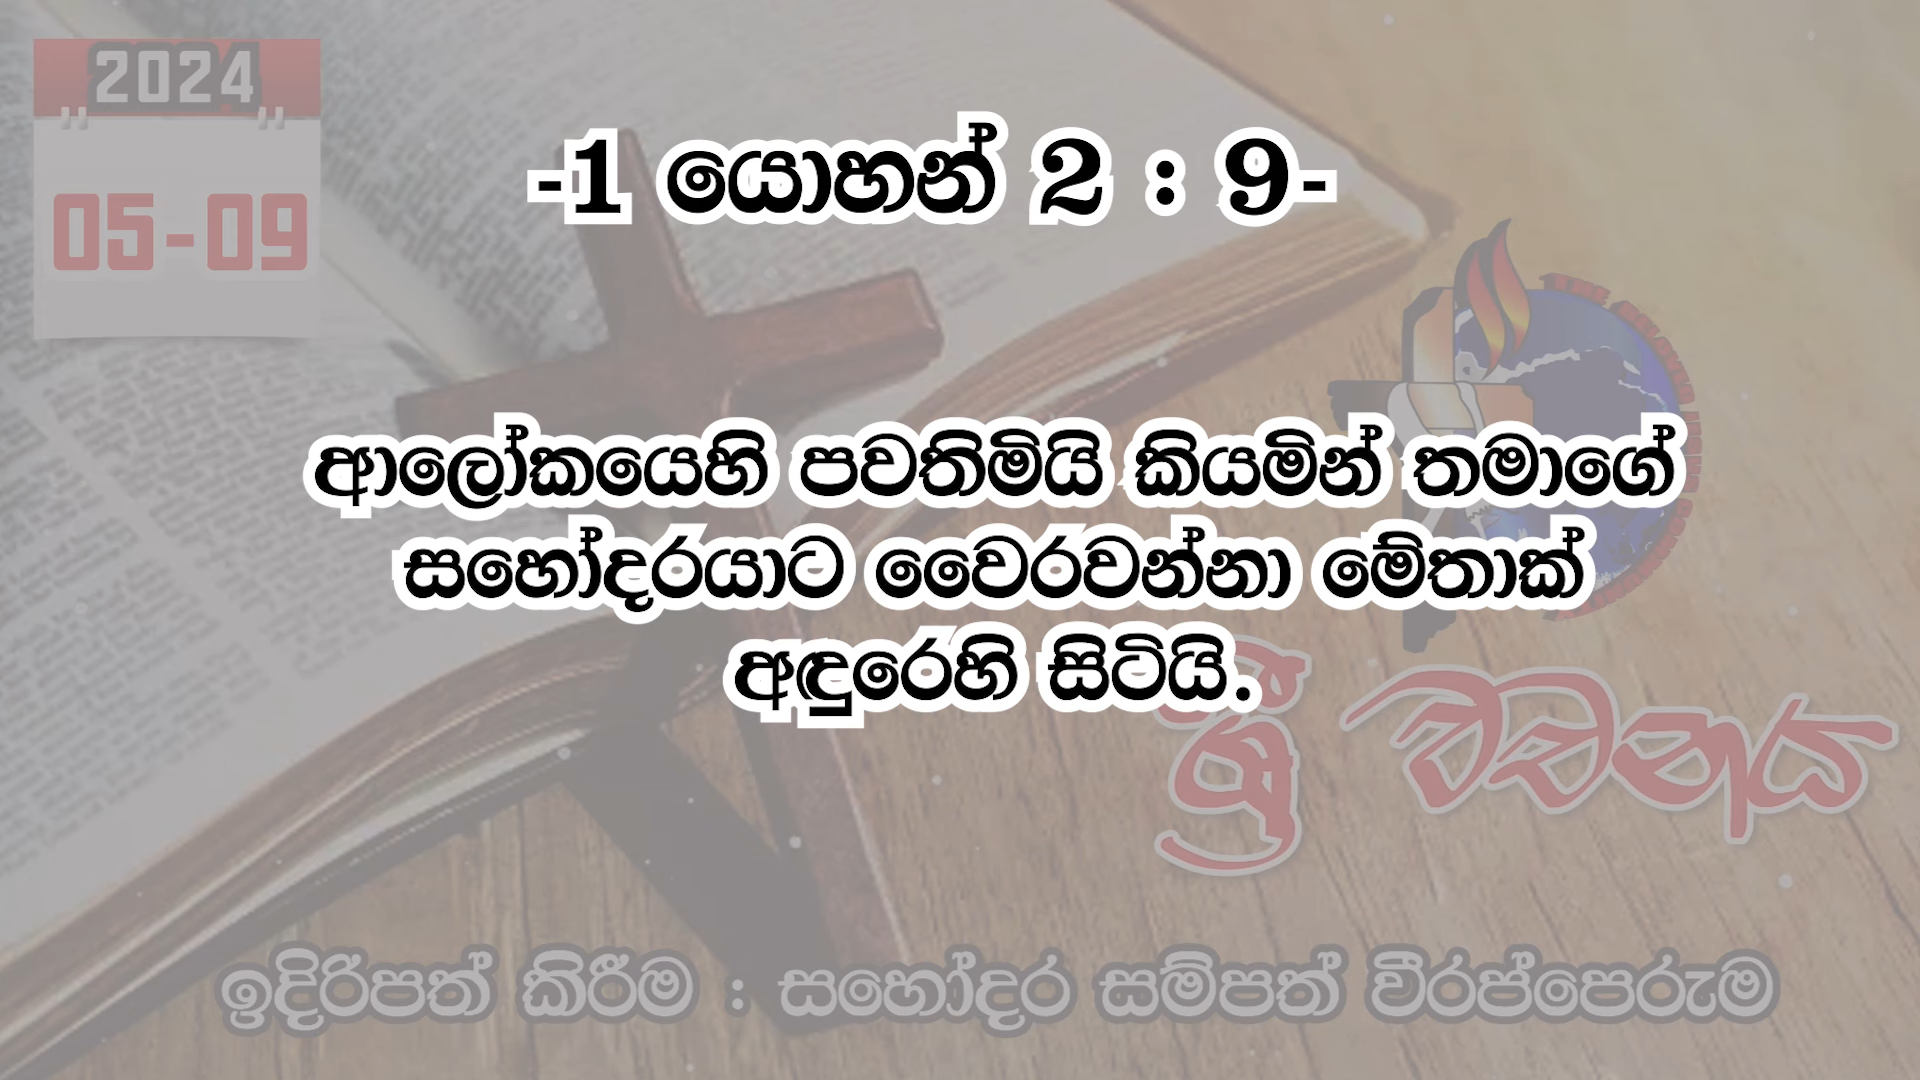 2024
05-09
-1 යොහන් 2 : 9-
ආලෝකයෙහි පවතිමියි කියමින් තමාගේ
සහෝදරයාට වෛරවන්නා මේතාක්
අඳුරෙහි සිටියි.
ශ්‍රී වචනය
ඉදිරිපත් කිරීම : සහෝදර සම්පත් වීරප්පෙරුම